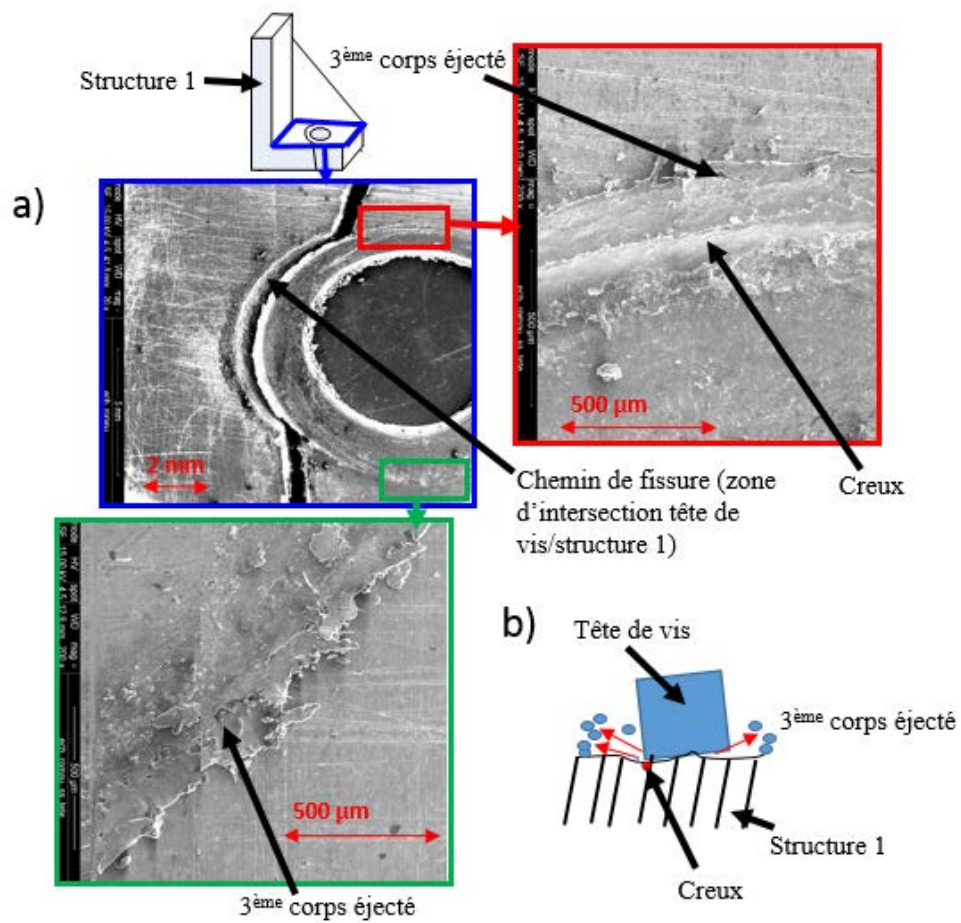 3ème corps éjecté
Structure 1
a)
500 µm
2 mm
Chemin de fissure (zone
d’intersection tête de
vis/structure 1)
Creux
b)
Tête de vis
3ème corps éjecté
500 µm
Structure 1
Creux
3ème corps éjecté